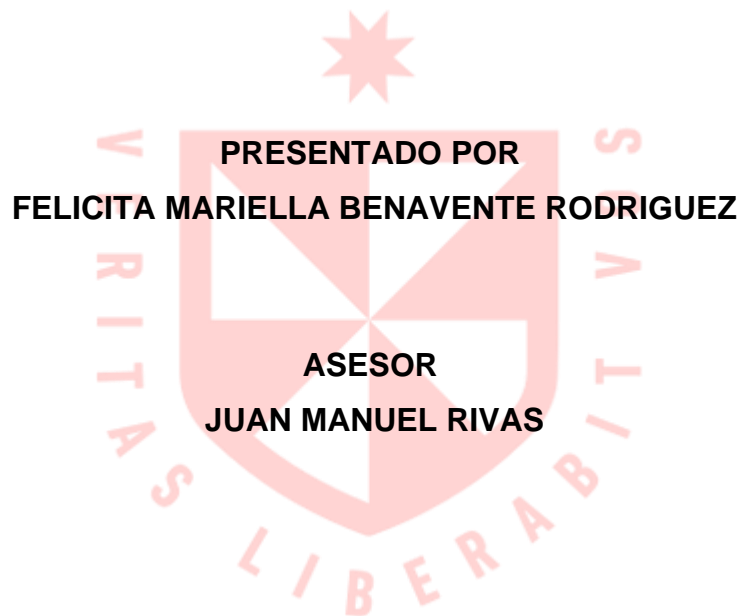 PRESENTADO POR
FELICITA MARIELLA BENAVENTE RODRIGUEZ
ASESOR
JUAN MANUEL RIVAS
VERITAS LIBERABIT VOS